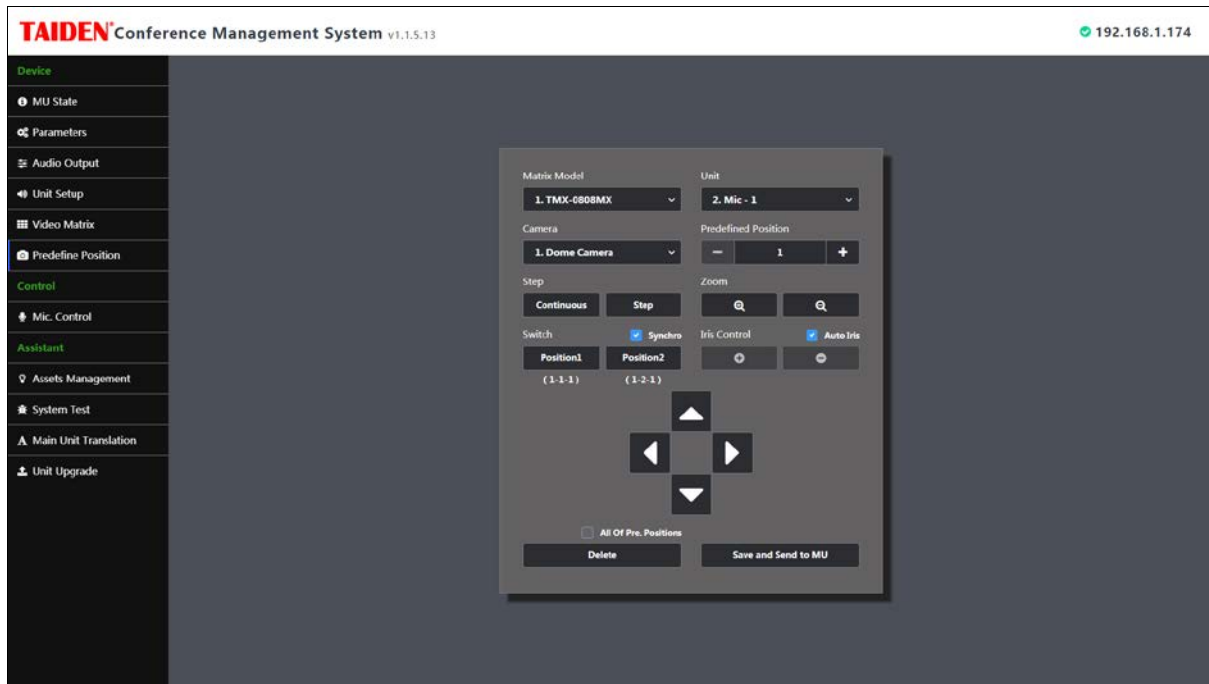 TAIDEN® Conference Management System v1.1.5.13
192.168.1.174
Device
MU State
Parameters
Audio Output
Unit Setup
Video Matrix
Predefine Position
Control
Mic. Control
Assistant
Assets Management
System Test
Main Unit Translation
Unit Upgrade
Matrix Model Unit
1. TMX-0808MX 2. Mic - 1
Camera Predefined Position
1. Dome Camera 1
Step Zoom
Continuous Step
Switch Synchro Iris Control Auto Iris
Position1 Position2
(1-1-1) (1-2-1)
All Of Pre. Positions
Delete Save and Send to MU